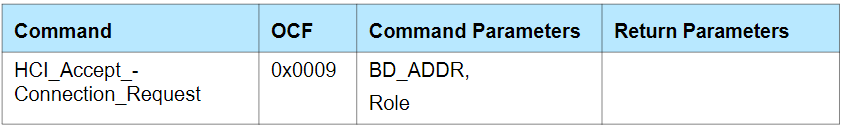 Command OCF Command Parameters Return Parameters
HCI_Accept_- 0x0009 BD_ADDR,
Connection_Request Role